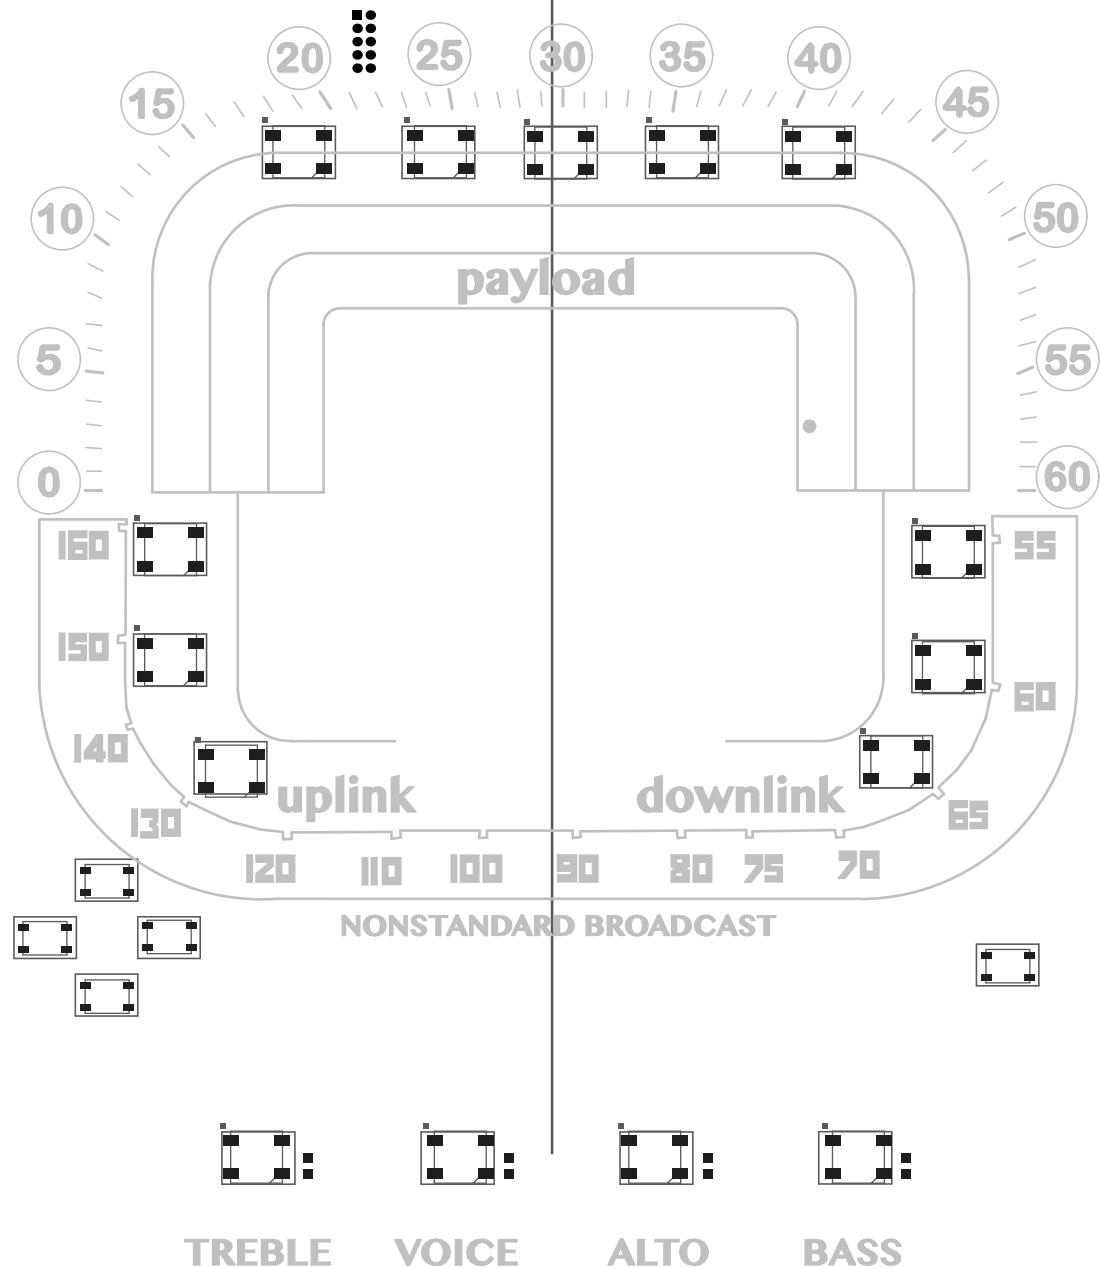 20 25 30 35 40
15 45
10 50
payload
5 55
0 60
160 55
150 60
140
uplink downlink
130 65
120 110 100 90 80 75 70
NONSTANDARD BROADCAST
TREBLE VOICE ALTO BASS